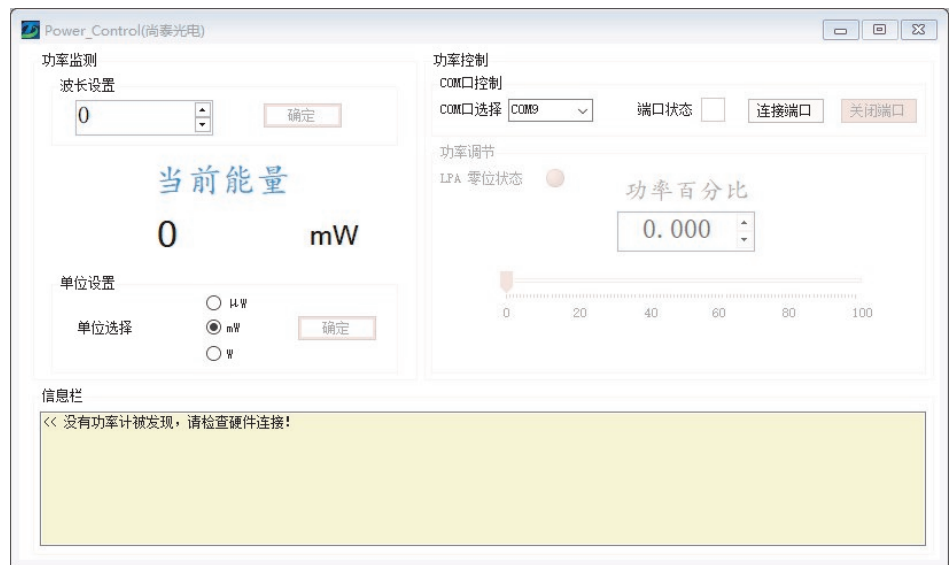 Power_Control(尚泰光电)
功率监测
波长设置
0
确定
当前能量
0 mW
单位设置
单位选择
μW
mW
W
确定
功率控制
COM口控制
COM口选择 COM9 端口状态 连接端口 关闭端口
功率调节
LPA 零位状态
功率百分比
0.000
0 20 40 60 80 100
信息栏
<< 没有功率计被发现，请检查硬件连接!